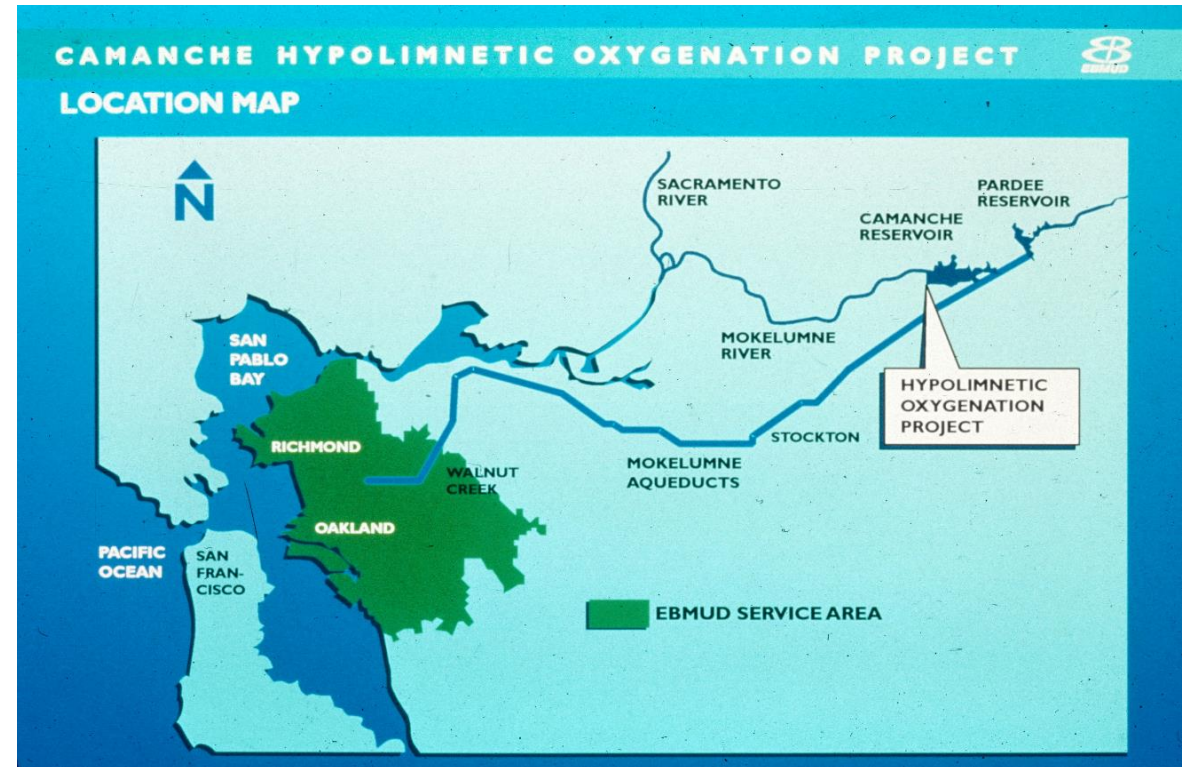 CAMANCHE HYPOLIMNETIC OXYGENATION PROJECT
EBMUD
LOCATION MAP
N
SACRAMENTO
RIVER
PARDEE
RESERVOIR
CAMANCHE
RESERVOIR
SAN
PABLO
BAY
MOKELUMNE
RIVER
HYPOLIMNETIC
OXYGENATION
PROJECT
RICHMOND
STOCKTON
WALNUT
CREEK
MOKELUMNE
AQUEDUCTS
OAKLAND
PACIFIC
OCEAN
SAN
FRAN-
CISCO
EBMUD SERVICE AREA